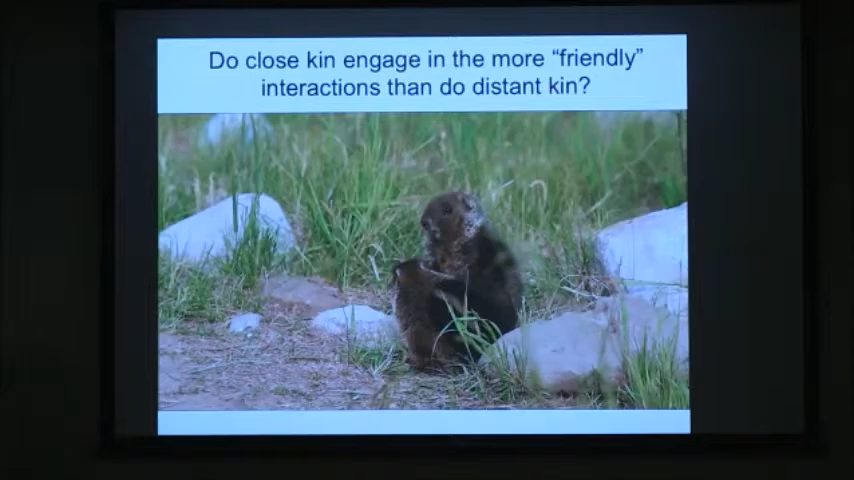 Do close kin engage in the more “friendly”
interactions than do distant kin?